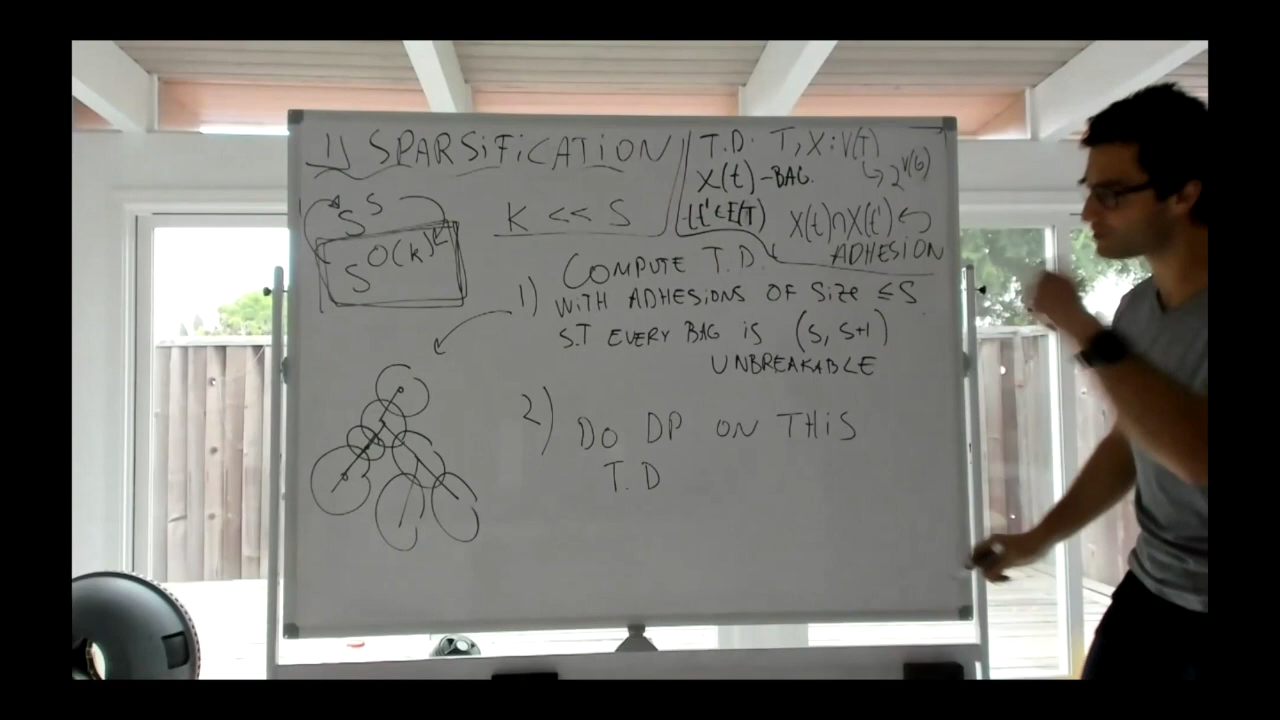 1) SPARSiFiCATiON
T.D: T, X: V(T)
↳ 2^V(G)
X(t) - BAG.
tt' ∈ E(T) X(t) ∩ X(t')
ADHESION
S^S
S^O(k)
K << S
1) COMPUTE T.D.
WITH ADHESIONS OF SiZE ≤ S
S.T EVERY BAG iS (S, S+1)
UNBREAKABLE
2) DO DP ON THiS
T.D